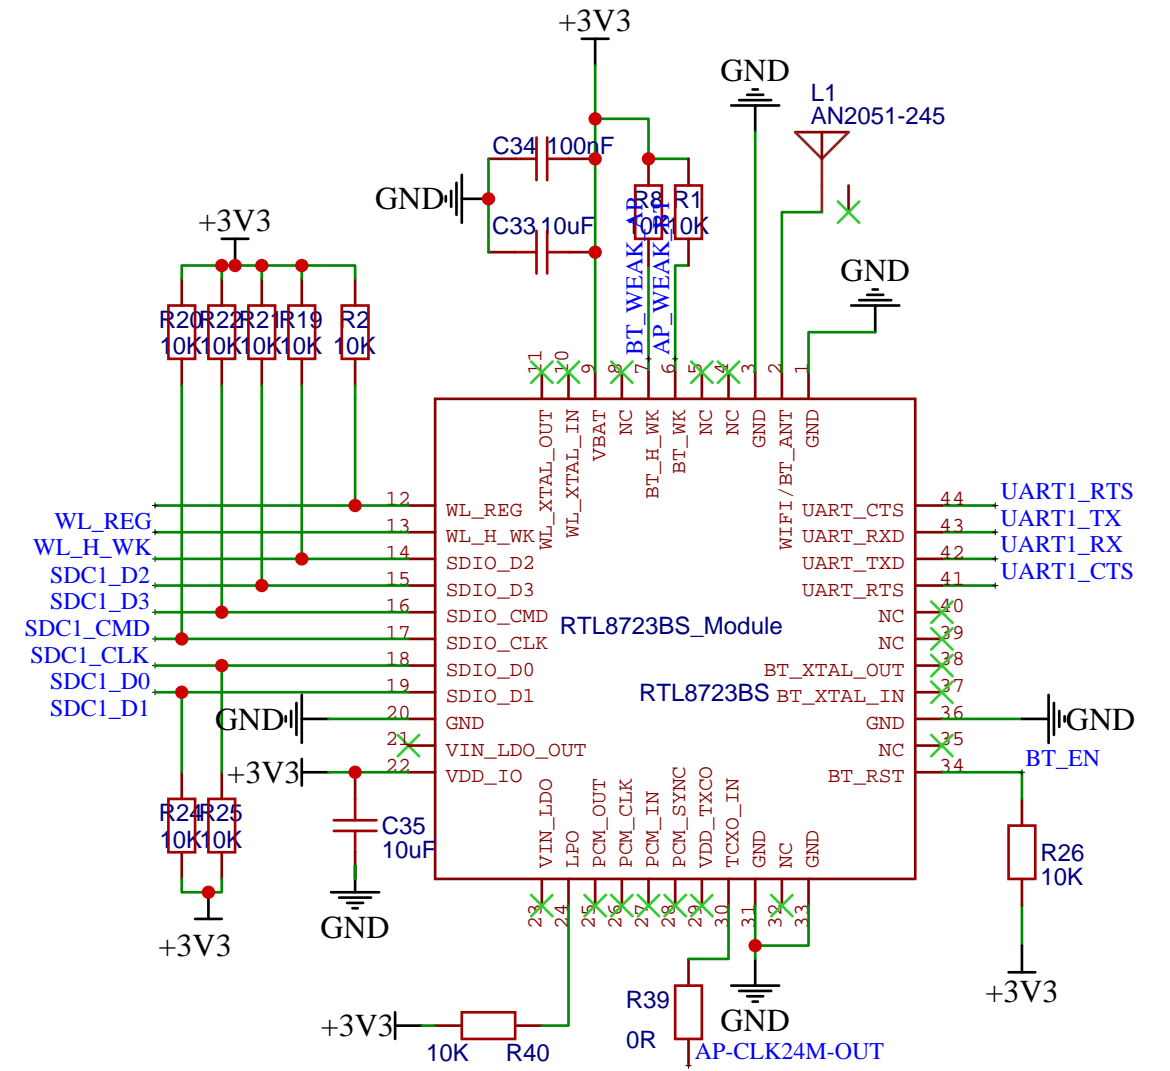 +3V3
GND
L1
AN2051-245
C34 100nF
GND
R8 R1
10K
C33 10uF
+3V3
BT_WEAK_AP
AP_WEAK_BT
GND
R20 R22 R21 R19 R2
10K 10K 10K 10K 10K
11 10 9 8 7 6 5 4 3 2 1
WL_XTAL_OUT
WL_XTAL_IN
VBAT
NC
BT_H_WK
BT_WK
NC
NC
GND
WIFI/BT_ANT
GND
WL_REG
WL_H_WK
SDC1_D2
SDC1_D3
SDC1_CMD
SDC1_CLK
SDC1_D0
SDC1_D1
12 WL_REG
13 WL_H_WK
14 SDIO_D2
15 SDIO_D3
16 SDIO_CMD
17 SDIO_CLK
18 SDIO_D0
19 SDIO_D1
GND 20 GND
21 VIN_LDO_OUT
+3V3 22 VDD_IO
RTL8723BS_Module
RTL8723BS
UART_CTS 44 UART1_RTS
UART_RXD 43 UART1_TX
UART_TXD 42 UART1_RX
UART_RTS 41 UART1_CTS
NC 40
NC 39
BT_XTAL_OUT 38
BT_XTAL_IN 37
GND 36 GND
NC 35
BT_RST 34 BT_EN
VIN_LDO
LPO
PCM_OUT
PCM_CLK
PCM_IN
PCM_SYNC
VDD_TXCO
TCXO_IN
GND
NC
GND
23 24 25 26 27 28 29 30 31 32 33
R24 R25
10K 10K
+3V3
C35
10uF
GND
R26
10K
+3V3
+3V3
10K R40
R39
0R
GND
AP-CLK24M-OUT